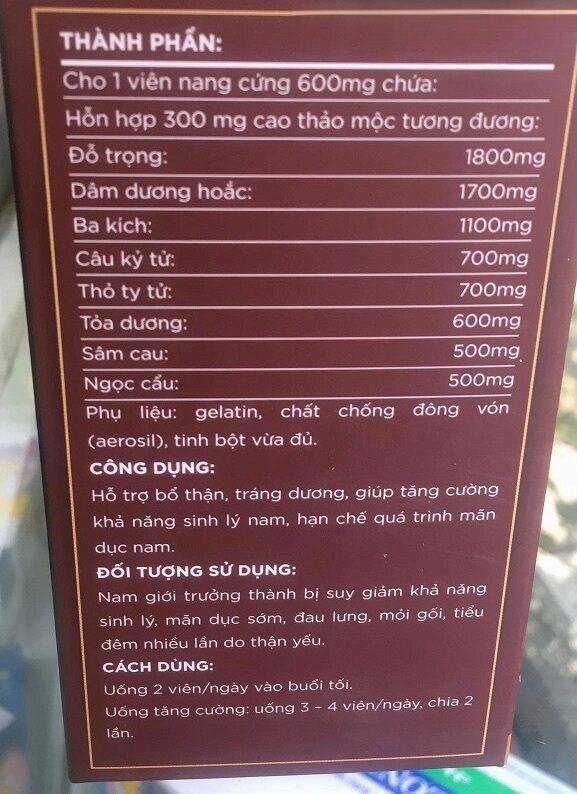 THÀNH PHẦN:
Cho 1 viên nang cứng 600mg chứa:
Hỗn hợp 300 mg cao thảo mộc tương đương:
Đỗ trọng: 1800mg
Dâm dương hoắc: 1700mg
Ba kích: 1100mg
Câu kỷ tử: 700mg
Thỏ ty tử: 700mg
Tỏa dương: 600mg
Sâm cau: 500mg
Ngọc cẩu: 500mg
Phụ liệu: gelatin, chất chống đông vón
(aerosil), tinh bột vừa đủ.
CÔNG DỤNG:
Hỗ trợ bổ thận, tráng dương, giúp tăng cường
khả năng sinh lý nam, hạn chế quá trình mãn
dục nam.
ĐỐI TƯỢNG SỬ DỤNG:
Nam giới trưởng thành bị suy giảm khả năng
sinh lý, mãn dục sớm, đau lưng, mỏi gối, tiểu
đêm nhiều lần do thận yếu.
CÁCH DÙNG:
Uống 2 viên/ngày vào buổi tối.
Uống tăng cường: uống 3 – 4 viên/ngày, chia 2
lần.